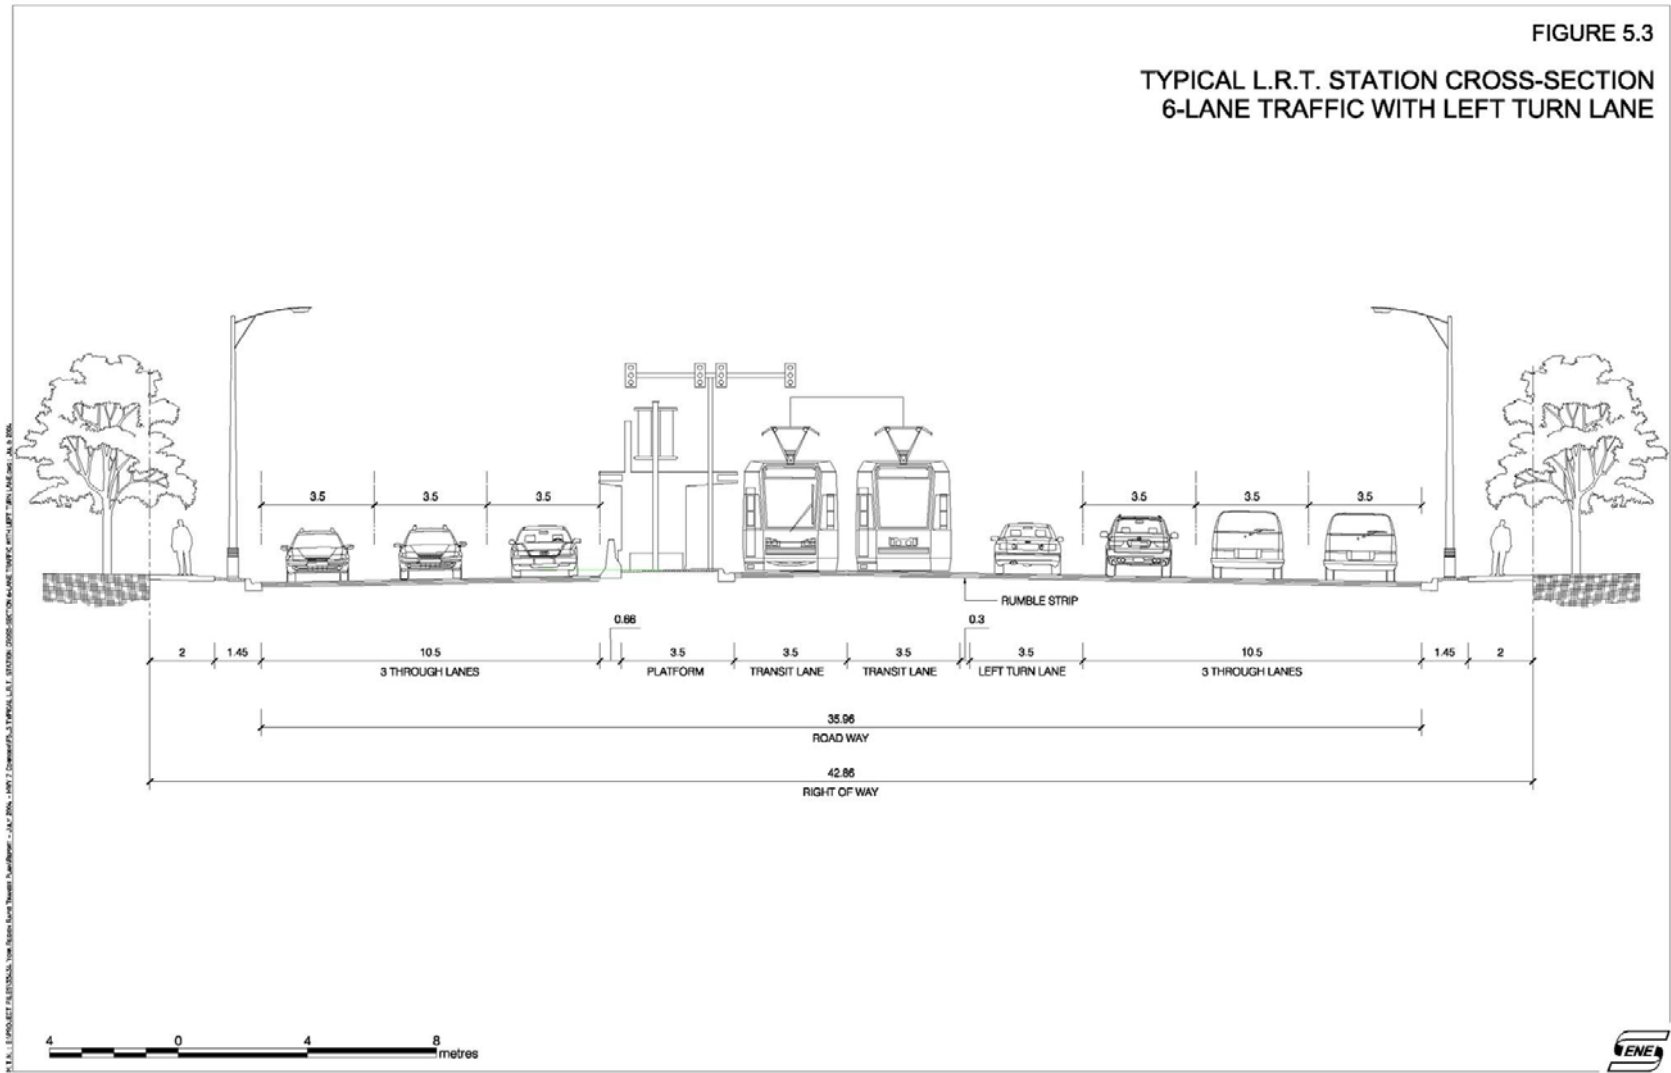 FIGURE 5.3
TYPICAL L.R.T. STATION CROSS-SECTION
6-LANE TRAFFIC WITH LEFT TURN LANE
3.5 3.5 3.5 3.5 3.5 3.5
RUMBLE STRIP
0.66 0.3
2 1.45 10.5 3.5 3.5 3.5 3.5 10.5 1.45 2
3 THROUGH LANES PLATFORM TRANSIT LANE TRANSIT LANE LEFT TURN LANE 3 THROUGH LANES
35.96
ROAD WAY
42.86
RIGHT OF WAY
4 0 4 8
metres
ENE